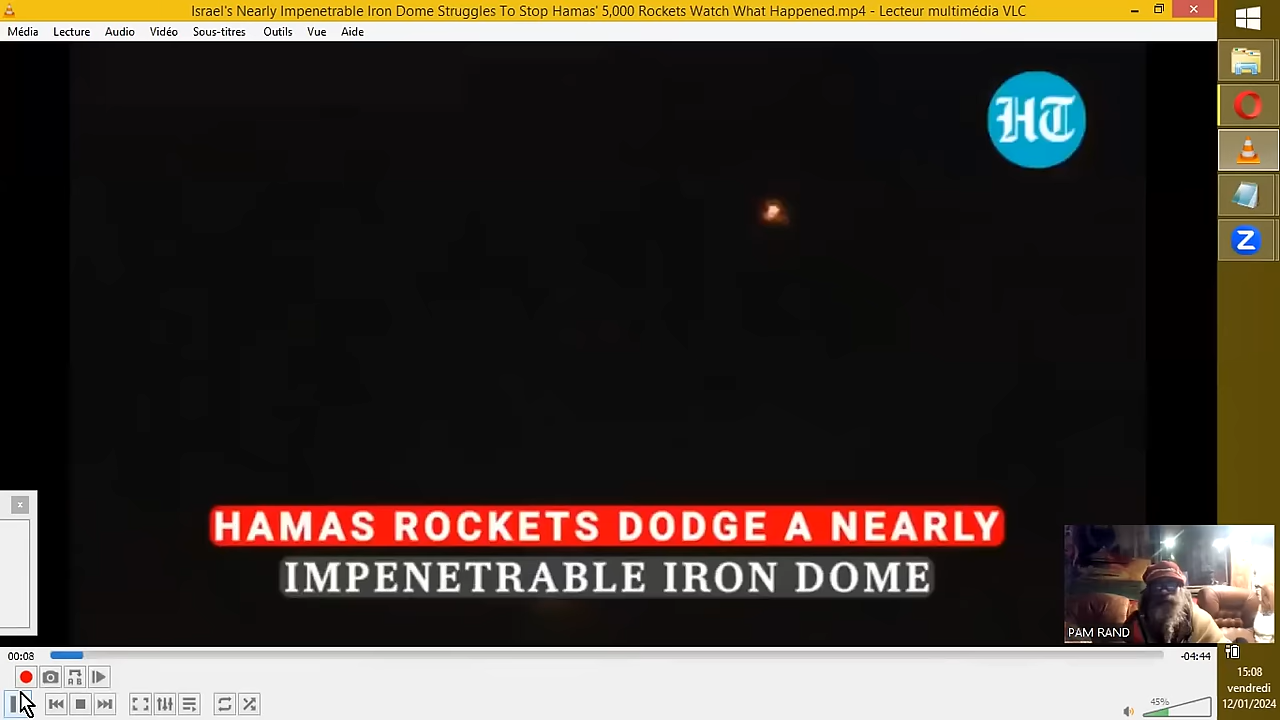 Israel's Nearly Impenetrable Iron Dome Struggles To Stop Hamas' 5,000 Rockets Watch What Happened.mp4 - Lecteur multimédia VLC
Média Lecture Audio Vidéo Sous-titres Outils Vue Aide
HT
HAMAS ROCKETS DODGE A NEARLY
IMPENETRABLE IRON DOME
PAM RAND
00:08
-04:44
45%
15:08
vendredi
12/01/2024